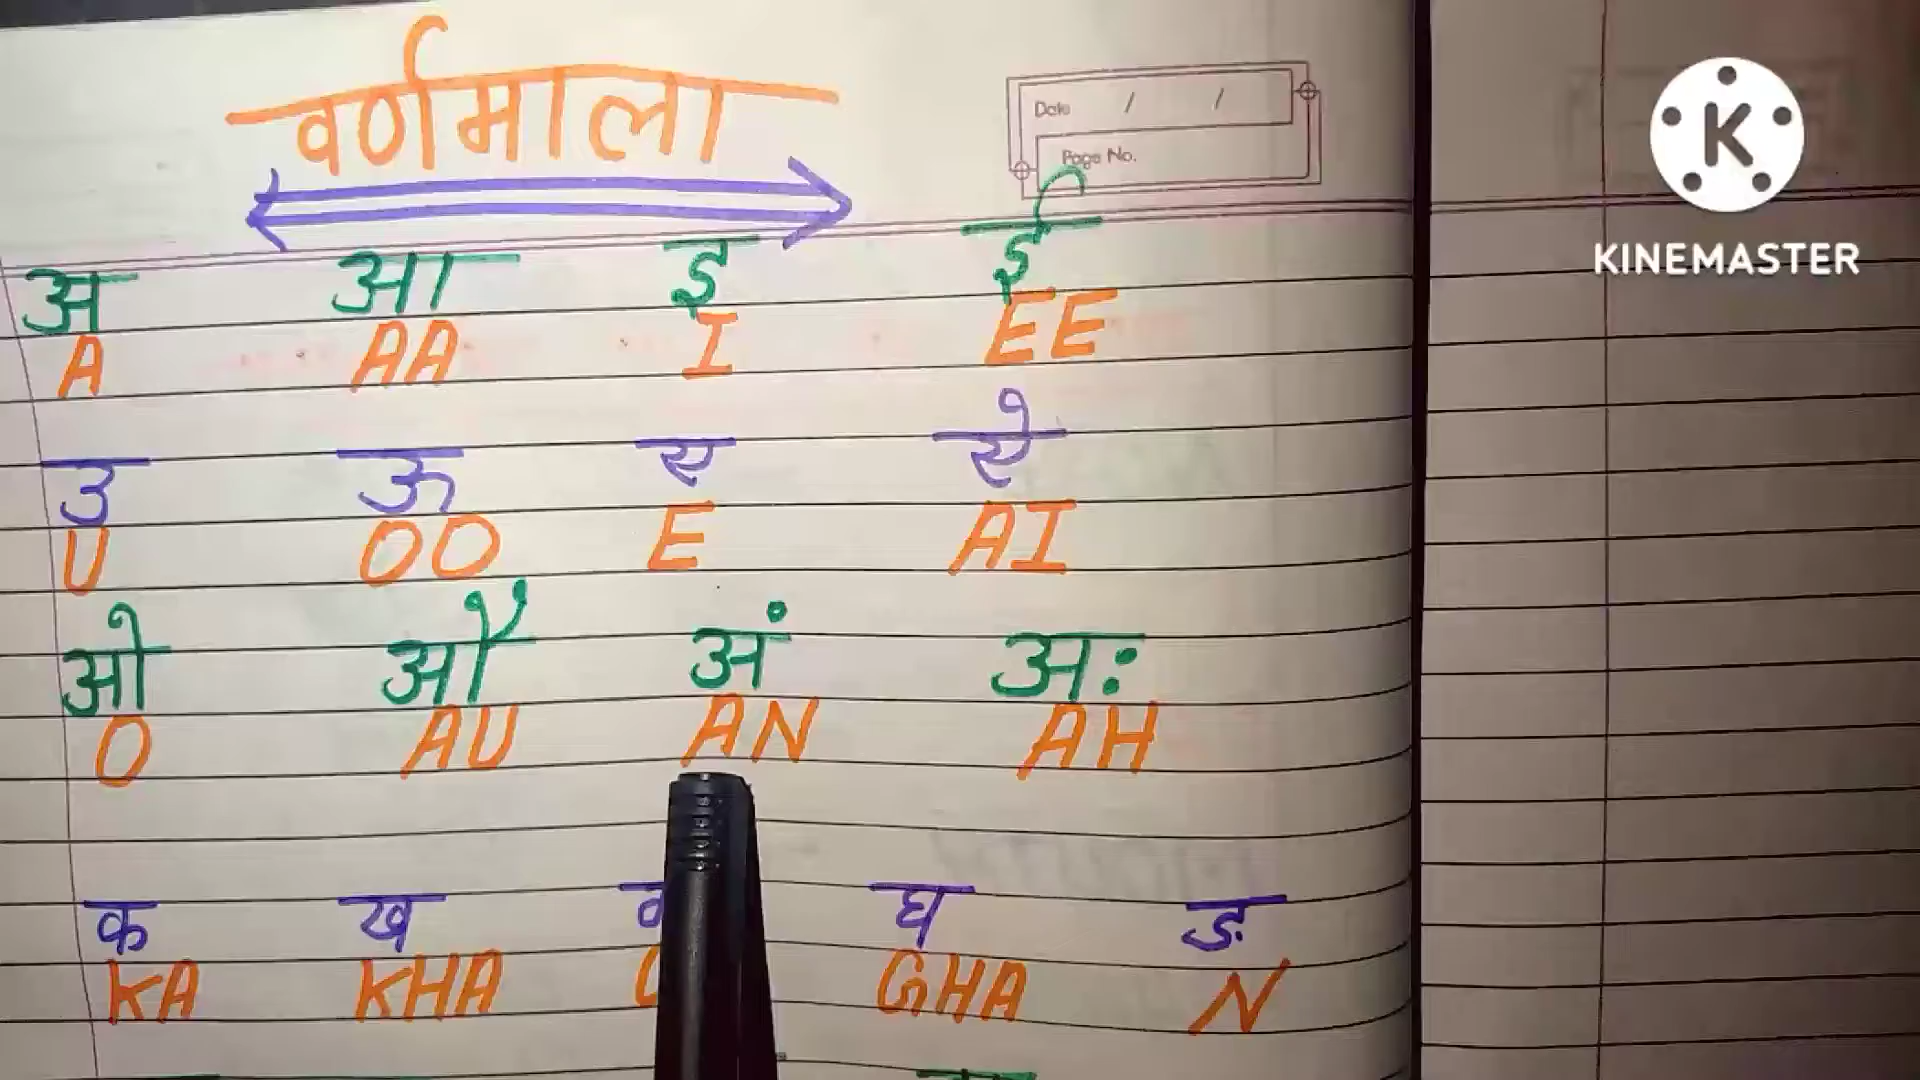 वर्णमाला
Date / /
Page No.
KINEMASTER
अ आ इ ई
A AA I EE
उ ऊ ए ऐ
U OO E AI
ओ औ अं अः
O AU AN AH
क ख घ ङ
KA KHA GHA N